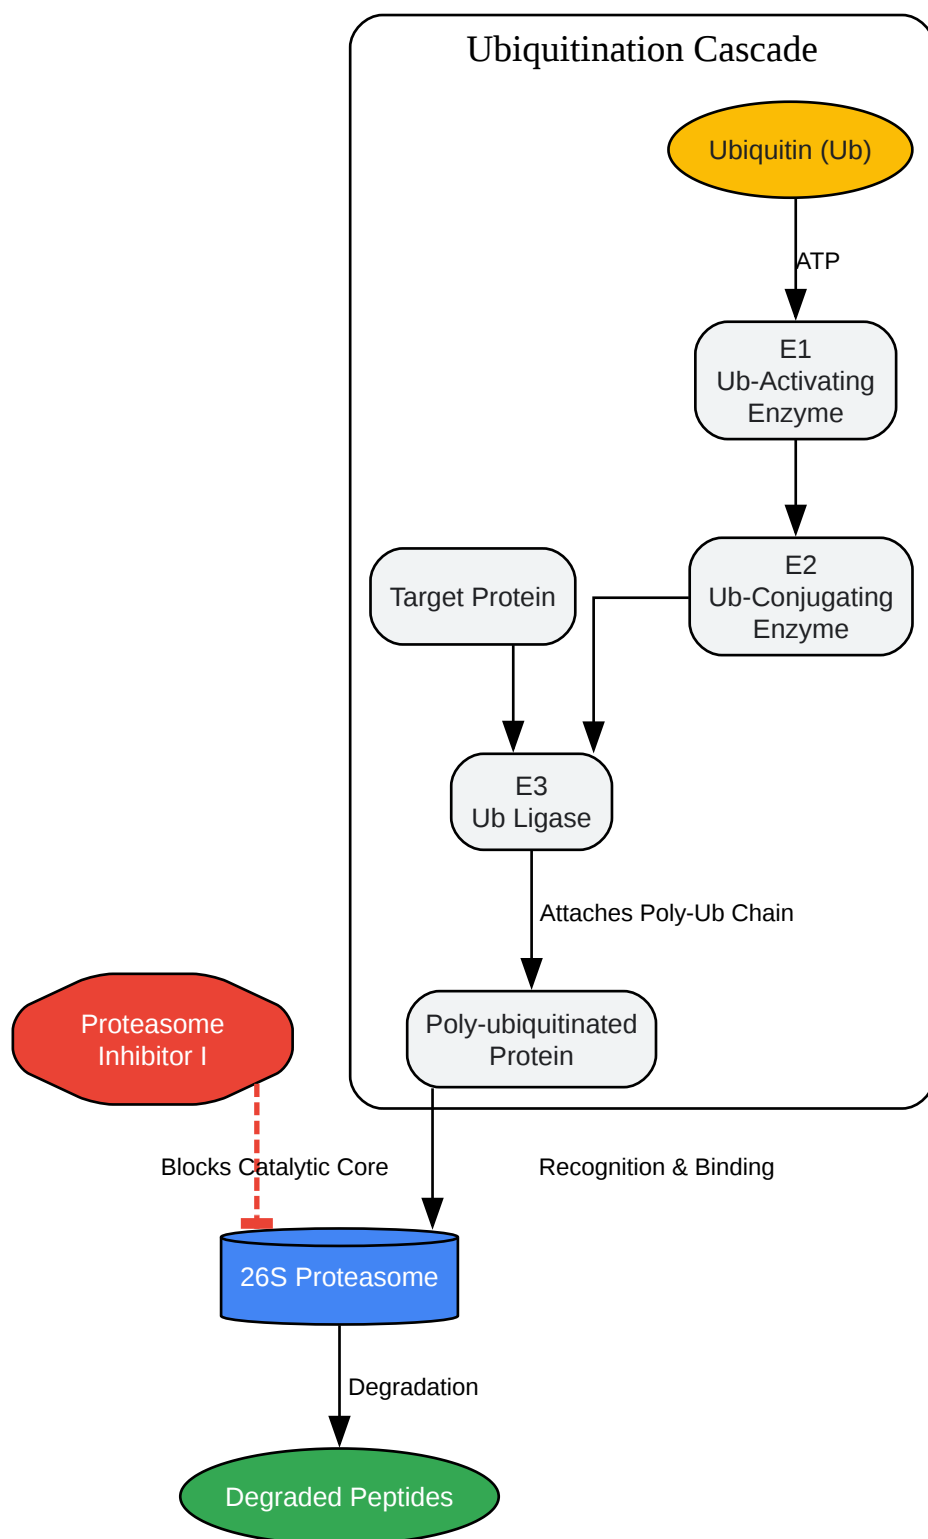 Ubiquitination Cascade
Ubiquitin (Ub)
ATP
E1
Ub-Activating
Enzyme
E2
Ub-Conjugating
Enzyme
Target Protein
E3
Ub Ligase
Attaches Poly-Ub Chain
Poly-ubiquitinated
Protein
Proteasome
Inhibitor I
Blocks Catalytic Core
Recognition & Binding
26S Proteasome
Degradation
Degraded Peptides